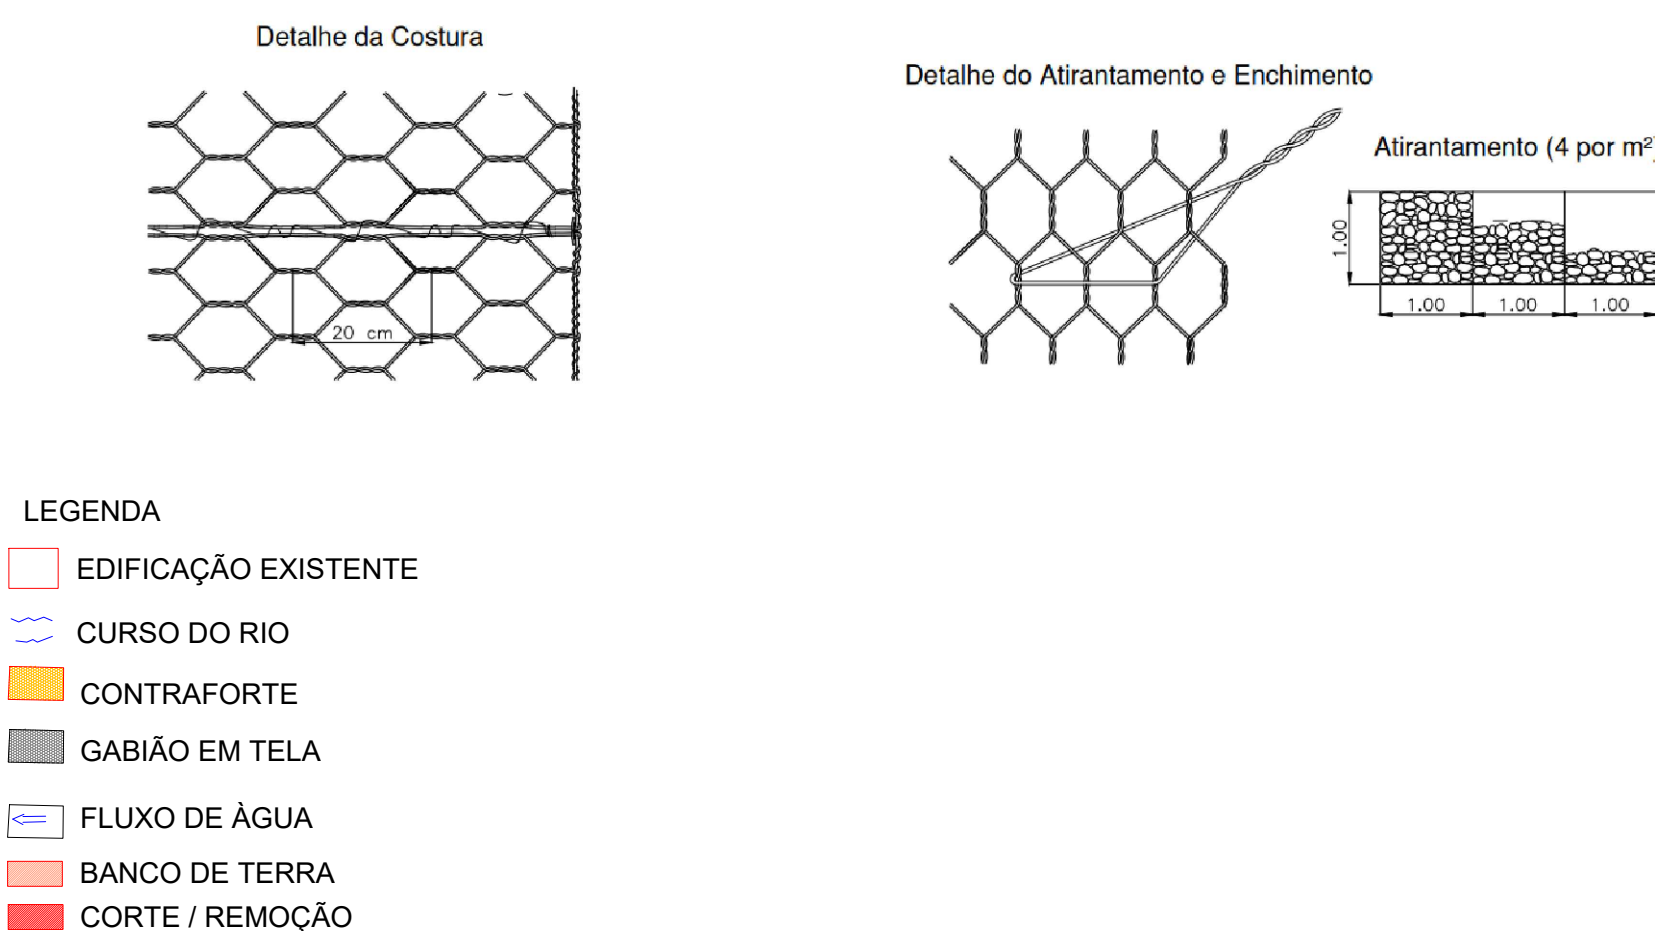 Detalhe da Costura
20 cm
Detalhe do Atirantamento e Enchimento
Atirantamento (4 por m²)
1.00
1.00
1.00
1.00
LEGENDA
EDIFICAÇÃO EXISTENTE
CURSO DO RIO
CONTRAFORTE
GABIÃO EM TELA
FLUXO DE ÀGUA
BANCO DE TERRA
CORTE / REMOÇÃO